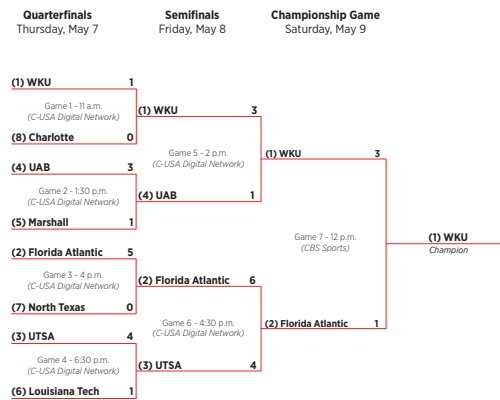 Quarterfinals
Thursday, May 7
Semifinals
Friday, May 8
Championship Game
Saturday, May 9
(1) WKU 1
Game 1 - 11 a.m.
(C-USA Digital Network)
(8) Charlotte 0
(4) UAB 3
Game 2 - 1:30 p.m.
(C-USA Digital Network)
(5) Marshall 1
(2) Florida Atlantic 5
Game 3 - 4 p.m.
(C-USA Digital Network)
(7) North Texas 0
(3) UTSA 4
Game 4 - 6:30 p.m.
(C-USA Digital Network)
(6) Louisiana Tech 1
(1) WKU 3
Game 5 - 2 p.m.
(C-USA Digital Network)
(4) UAB 1
(2) Florida Atlantic 6
Game 6 - 4:30 p.m.
(C-USA Digital Network)
(3) UTSA 4
(1) WKU 3
Game 7 - 12 p.m.
(CBS Sports)
(2) Florida Atlantic 1
(1) WKU
Champion